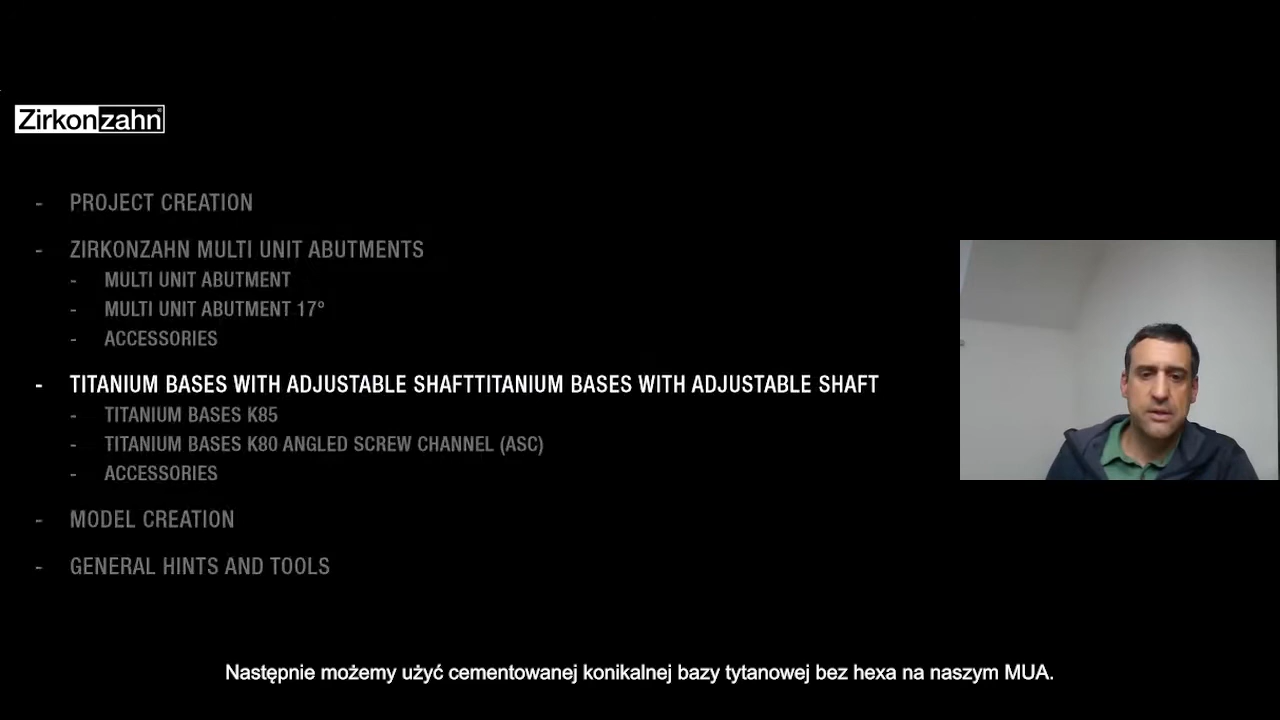 Zirkonzahn®
- PROJECT CREATION
- ZIRKONZAHN MULTI UNIT ABUTMENTS
- MULTI UNIT ABUTMENT
- MULTI UNIT ABUTMENT 17°
- ACCESSORIES
- TITANIUM BASES WITH ADJUSTABLE SHAFTTITANIUM BASES WITH ADJUSTABLE SHAFT
- TITANIUM BASES K85
- TITANIUM BASES K80 ANGLED SCREW CHANNEL (ASC)
- ACCESSORIES
- MODEL CREATION
- GENERAL HINTS AND TOOLS
Następnie możemy użyć cementowanej konikalnej bazy tytanowej bez hexa na naszym MUA.